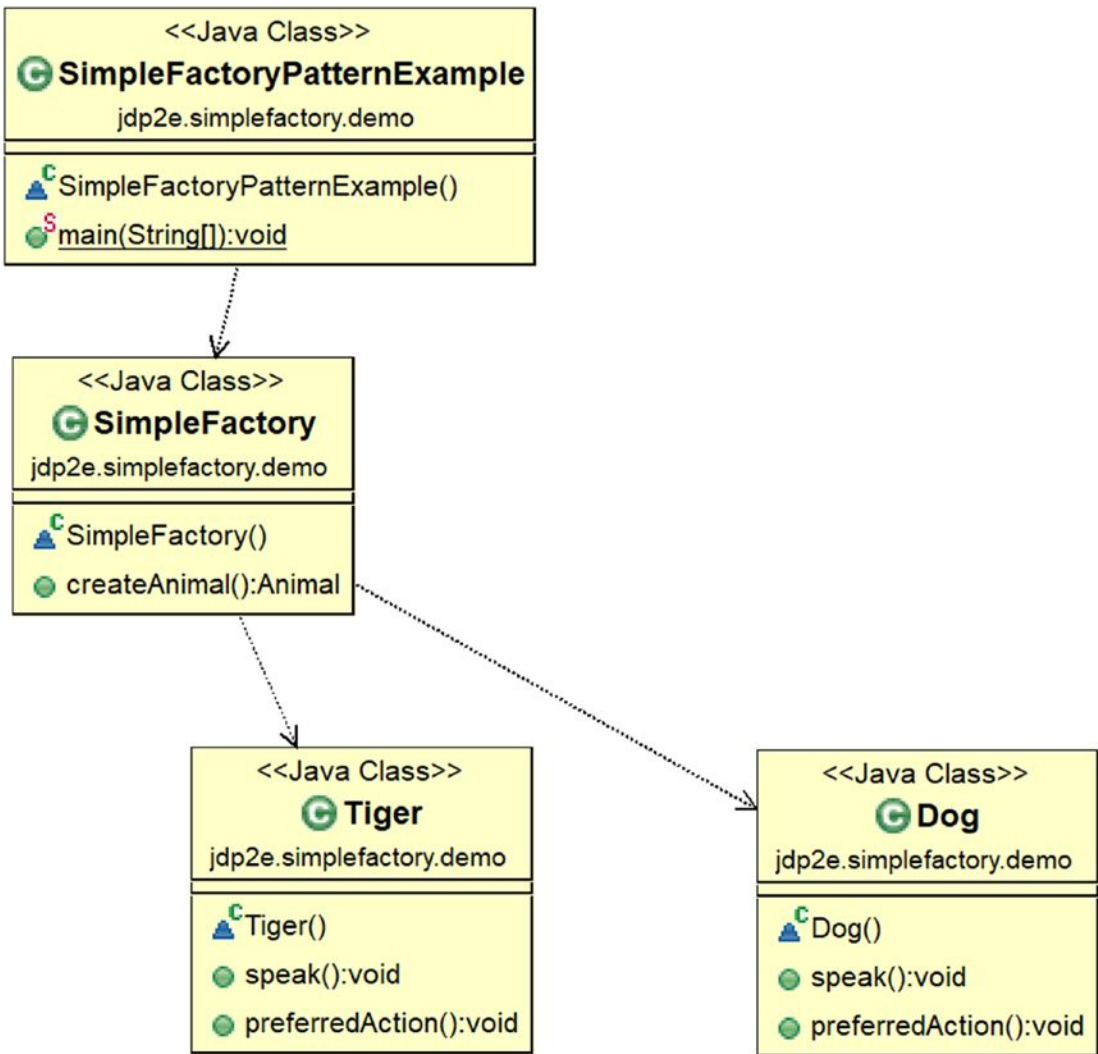 <<Java Class>>
SimpleFactoryPatternExample
jdp2e.simplefactory.demo
SimpleFactoryPatternExample()
main(String[]):void
<<Java Class>>
SimpleFactory
jdp2e.simplefactory.demo
SimpleFactory()
createAnimal():Animal
<<Java Class>>
Tiger
jdp2e.simplefactory.demo
Tiger()
speak():void
preferredAction():void
<<Java Class>>
Dog
jdp2e.simplefactory.demo
Dog()
speak():void
preferredAction():void